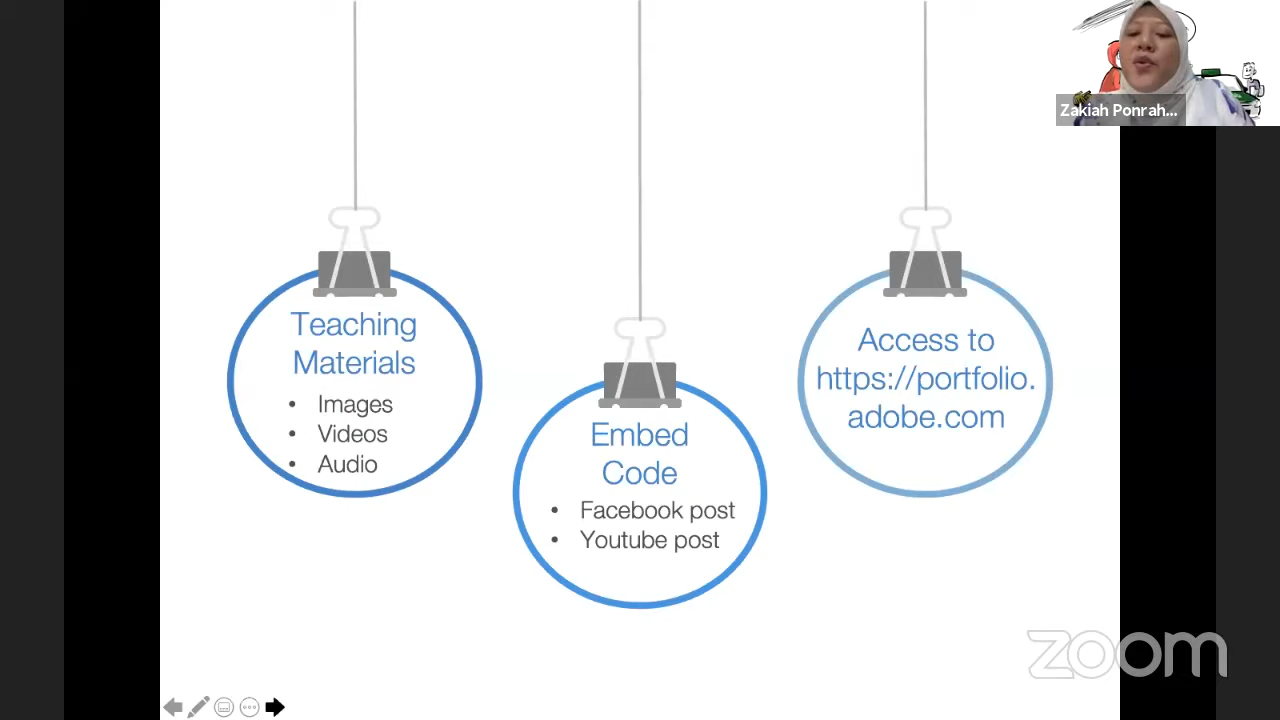 Zakiah Ponrah...
Teaching
Materials
• Images
• Videos
• Audio
Embed
Code
• Facebook post
• Youtube post
Access to
https://portfolio.
adobe.com
zoom